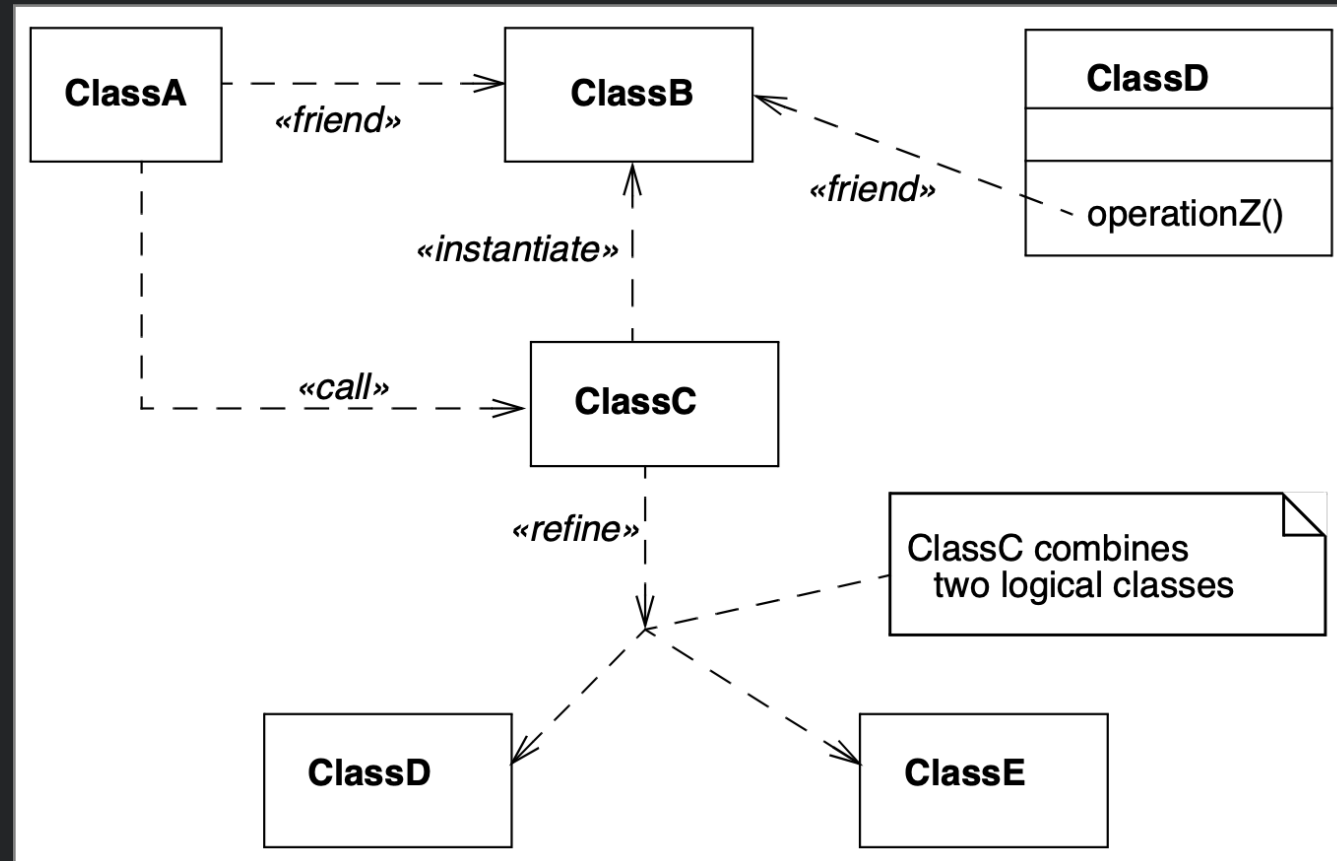 ClassA
ClassB
ClassD
«friend»
«friend»
operationZ()
«instantiate»
«call»
ClassC
«refine»
ClassC combines
two logical classes
ClassD
ClassE